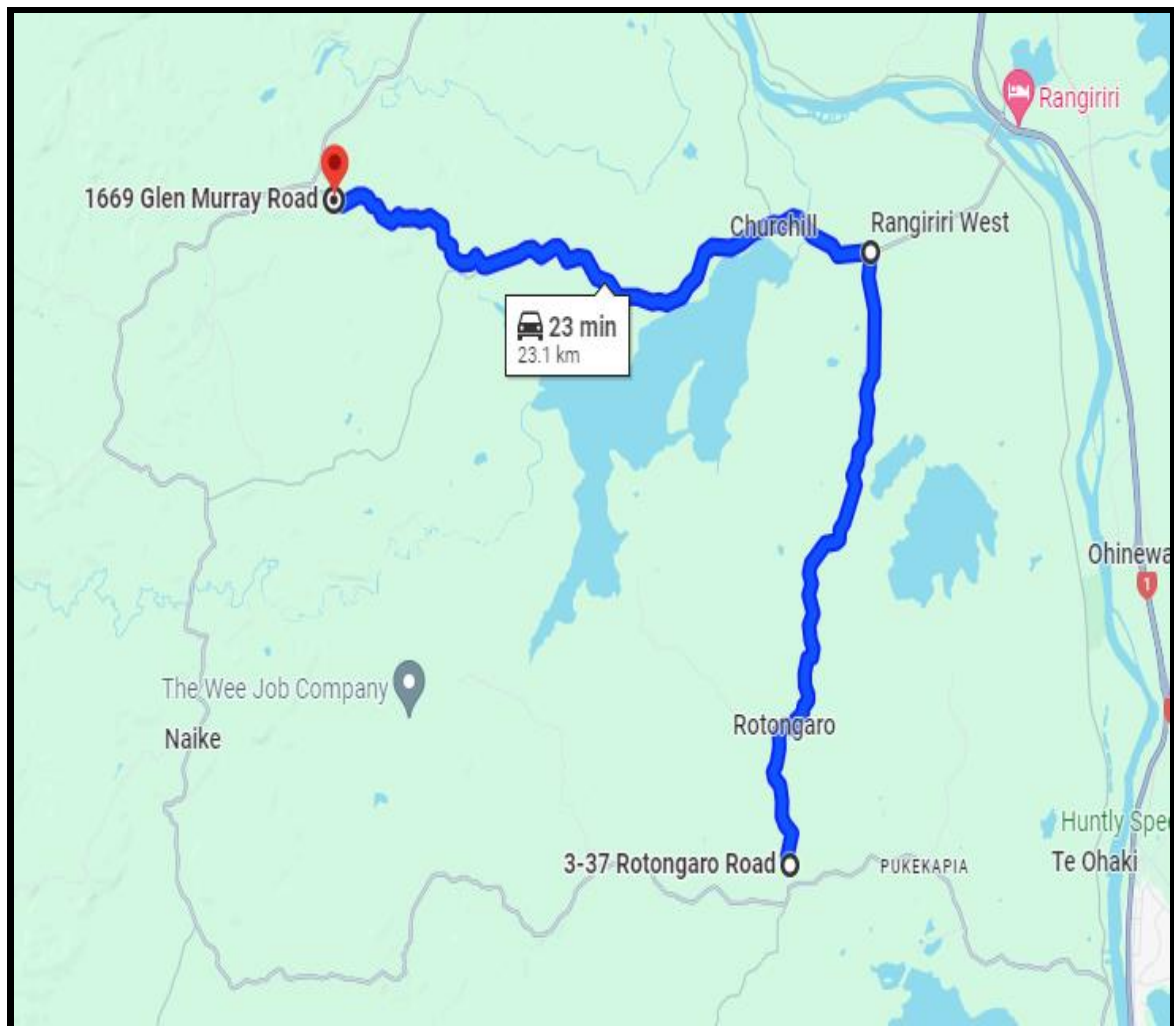 Rangiriri
1669 Glen Murray Road
Churchill
Rangiriri West
23 min
23.1 km
Ohinewa
1
The Wee Job Company
Naike
Rotongaro
Huntly Spe
3-37 Rotongaro Road
PUKEKAPIA
Te Ohaki